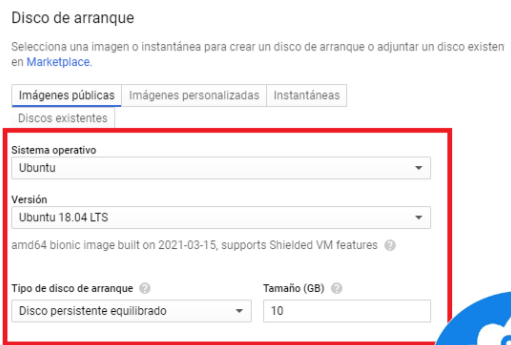 Disco de arranque
Selecciona una imagen o instantánea para crear un disco de arranque o adjuntar un disco existen
en Marketplace.
Imágenes públicas Imágenes personalizadas Instantáneas
Discos existentes
Sistema operativo
Ubuntu
Versión
Ubuntu 18.04 LTS
amd64 bionic image built on 2021-03-15, supports Shielded VM features
Tipo de disco de arranque Tamaño (GB)
Disco persistente equilibrado 10